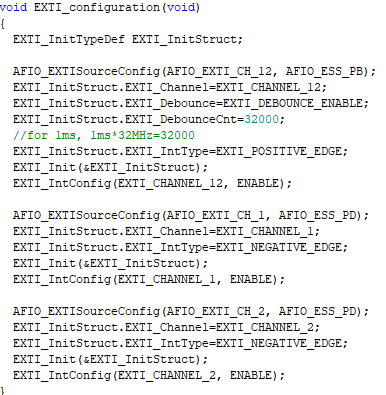 void EXTI_configuration(void)
{
EXTI_InitTypeDef EXTI_InitStruct;
AFIO_EXTISourceConfig(AFIO_EXTI_CH_12, AFIO_ESS_PB);
EXTI_InitStruct.EXTI_Channel=EXTI_CHANNEL_12;
EXTI_InitStruct.EXTI_Debounce=EXTI_DEBOUNCE_ENABLE;
EXTI_InitStruct.EXTI_DebounceCnt=32000;
//for 1ms, 1ms*32MHz=32000
EXTI_InitStruct.EXTI_IntType=EXTI_POSITIVE_EDGE;
EXTI_Init(&EXTI_InitStruct);
EXTI_IntConfig(EXTI_CHANNEL_12, ENABLE);
AFIO_EXTISourceConfig(AFIO_EXTI_CH_1, AFIO_ESS_PD);
EXTI_InitStruct.EXTI_Channel=EXTI_CHANNEL_1;
EXTI_InitStruct.EXTI_IntType=EXTI_NEGATIVE_EDGE;
EXTI_Init(&EXTI_InitStruct);
EXTI_IntConfig(EXTI_CHANNEL_1, ENABLE);
AFIO_EXTISourceConfig(AFIO_EXTI_CH_2, AFIO_ESS_PD);
EXTI_InitStruct.EXTI_Channel=EXTI_CHANNEL_2;
EXTI_InitStruct.EXTI_IntType=EXTI_NEGATIVE_EDGE;
EXTI_Init(&EXTI_InitStruct);
EXTI_IntConfig(EXTI_CHANNEL_2, ENABLE);
}